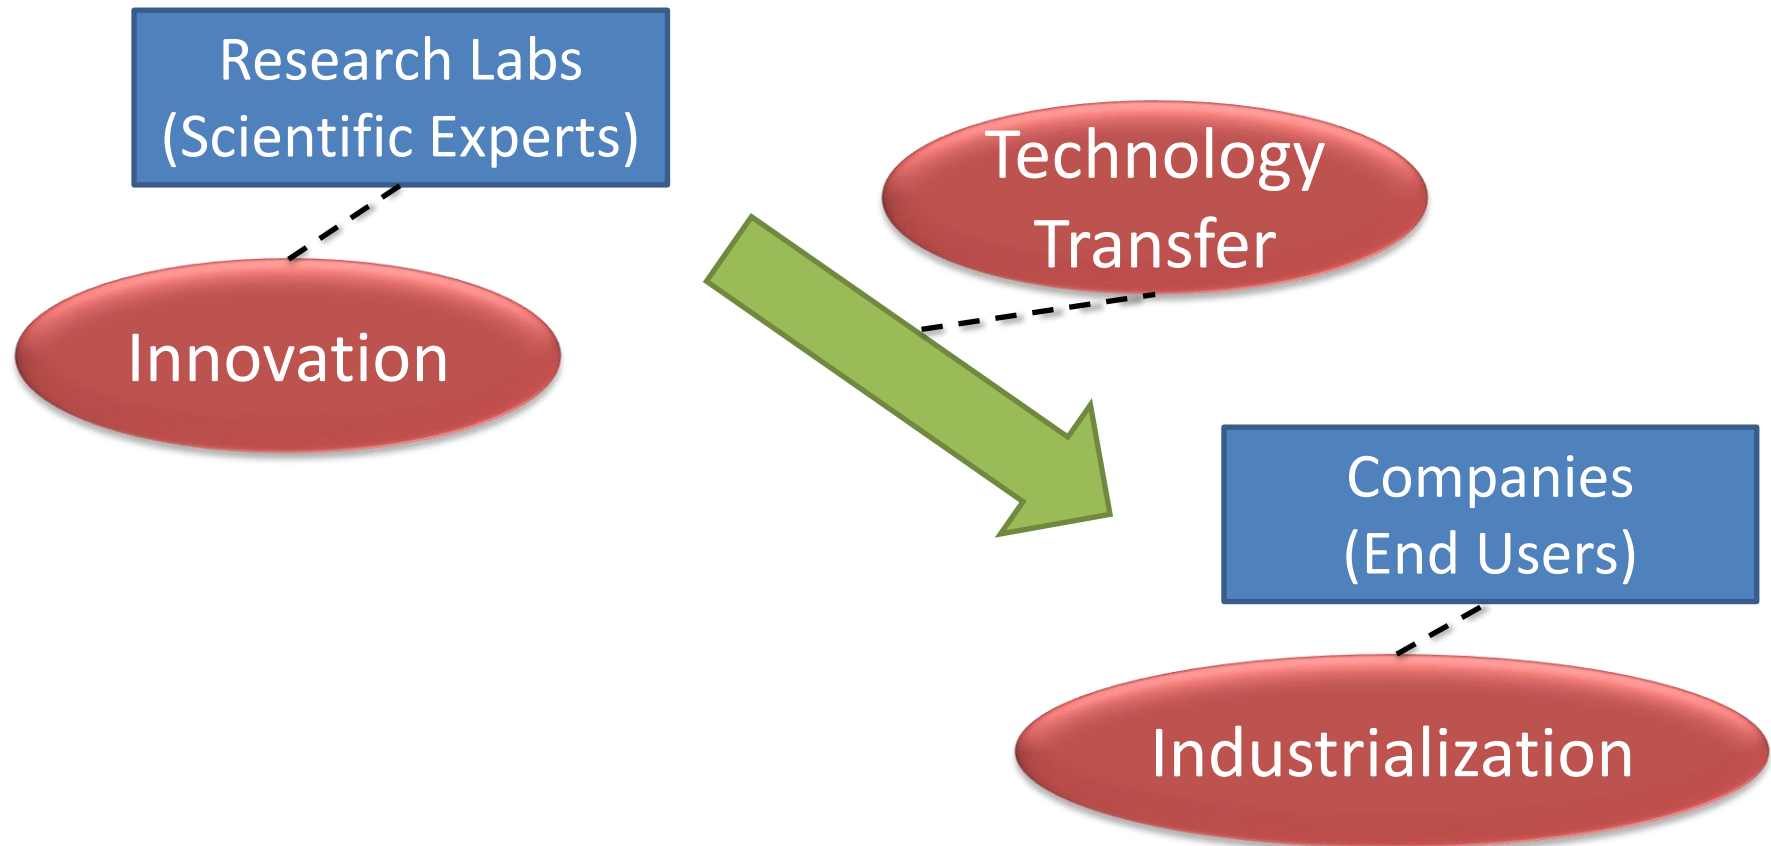 Research Labs
(Scientific Experts)
Technology
Transfer
Innovation
Companies
(End Users)
Industrialization